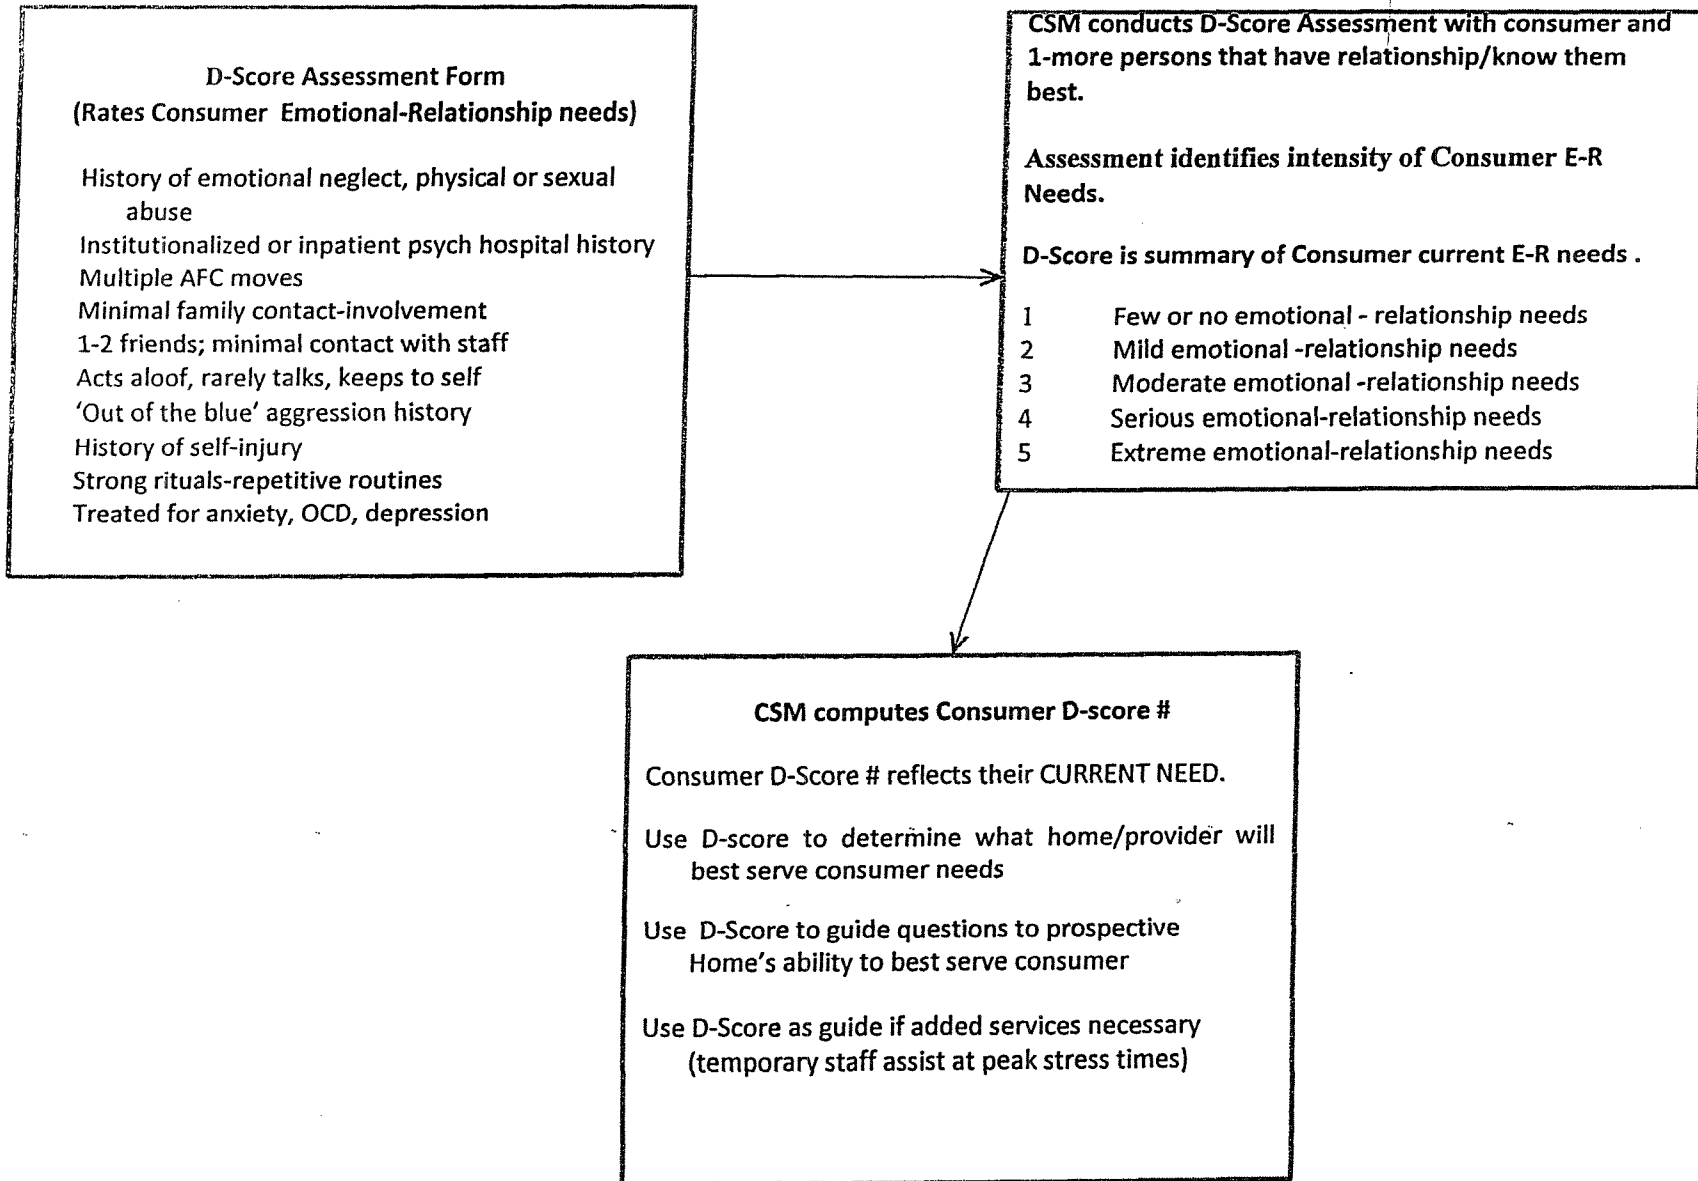 D-Score Assessment Form
(Rates Consumer Emotional-Relationship needs)
History of emotional neglect, physical or sexual
abuse
Institutionalized or inpatient psych hospital history
Multiple AFC moves
Minimal family contact-involvement
1-2 friends; minimal contact with staff
Acts aloof, rarely talks, keeps to self
‘Out of the blue’ aggression history
History of self-injury
Strong rituals-repetitive routines
Treated for anxiety, OCD, depression
CSM conducts D-Score Assessment with consumer and
1-more persons that have relationship/know them
best.
Assessment identifies intensity of Consumer E-R
Needs.
D-Score is summary of Consumer current E-R needs .
1 Few or no emotional - relationship needs
2 Mild emotional -relationship needs
3 Moderate emotional -relationship needs
4 Serious emotional-relationship needs
5 Extreme emotional-relationship needs
CSM computes Consumer D-score #
Consumer D-Score # reflects their CURRENT NEED.
Use D-score to determine what home/provider will
best serve consumer needs
Use D-Score to guide questions to prospective
Home's ability to best serve consumer
Use D-Score as guide if added services necessary
(temporary staff assist at peak stress times)